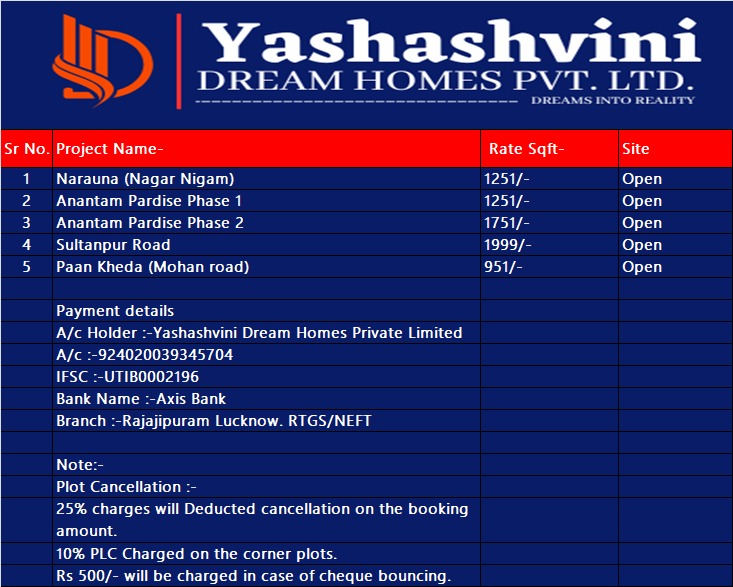 Yashashvini
DREAM HOMES PVT. LTD.
DREAMS INTO REALITY
Sr No. Project Name- Rate Sqft- Site
1 Narauna (Nagar Nigam) 1251/- Open
2 Anantam Pardise Phase 1 1251/- Open
3 Anantam Pardise Phase 2 1751/- Open
4 Sultanpur Road 1999/- Open
5 Paan Kheda (Mohan road) 951/- Open
Payment details
A/c Holder :-Yashashvini Dream Homes Private Limited
A/c :-924020039345704
IFSC :-UTIB0002196
Bank Name :-Axis Bank
Branch :-Rajajipuram Lucknow. RTGS/NEFT
Note:-
Plot Cancellation :-
25% charges will Deducted cancellation on the booking
amount.
10% PLC Charged on the corner plots.
Rs 500/- will be charged in case of cheque bouncing.